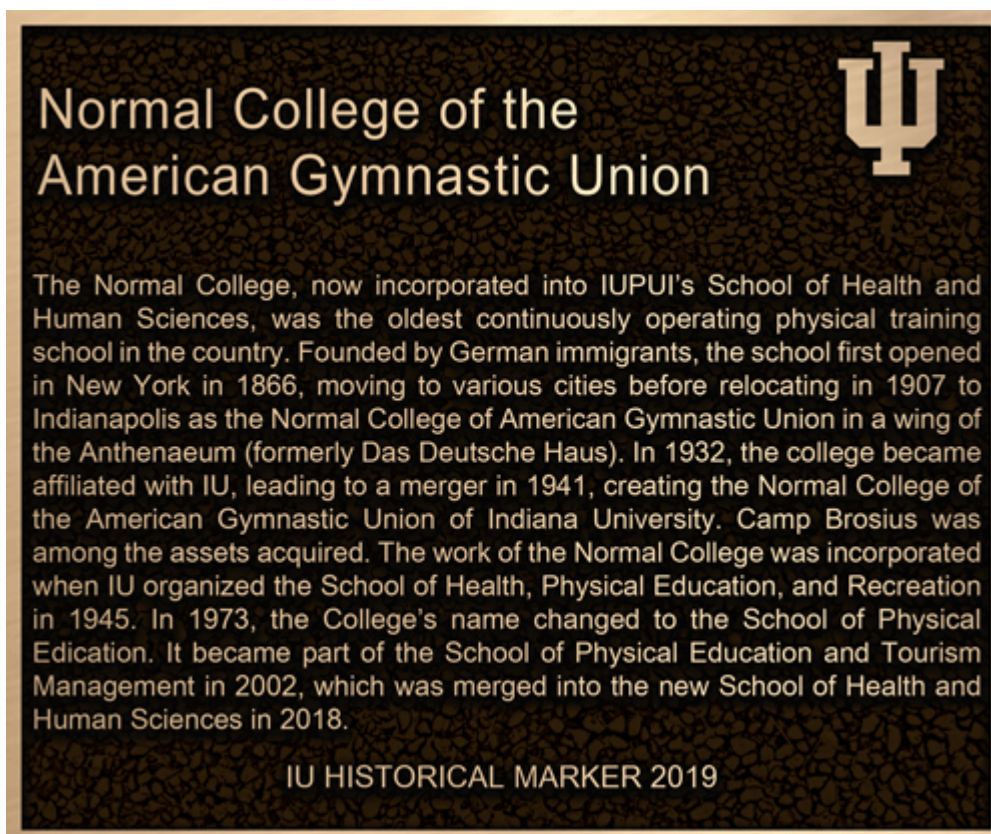 Normal College of the
American Gymnastic Union
The Normal College, now incorporated into IUPUI's School of Health and
Human Sciences, was the oldest continuously operating physical training
school in the country. Founded by German immigrants, the school first opened
in New York in 1866, moving to various cities before relocating in 1907 to
Indianapolis as the Normal College of American Gymnastic Union in a wing of
the Anthenaeum (formerly Das Deutsche Haus). In 1932, the college became
affiliated with IU, leading to a merger in 1941, creating the Normal College of
the American Gymnastic Union of Indiana University. Camp Brosius was
among the assets acquired. The work of the Normal College was incorporated
when IU organized the School of Health, Physical Education, and Recreation
in 1945. In 1973, the College's name changed to the School of Physical
Edication. It became part of the School of Physical Education and Tourism
Management in 2002, which was merged into the new School of Health and
Human Sciences in 2018.
IU HISTORICAL MARKER 2019